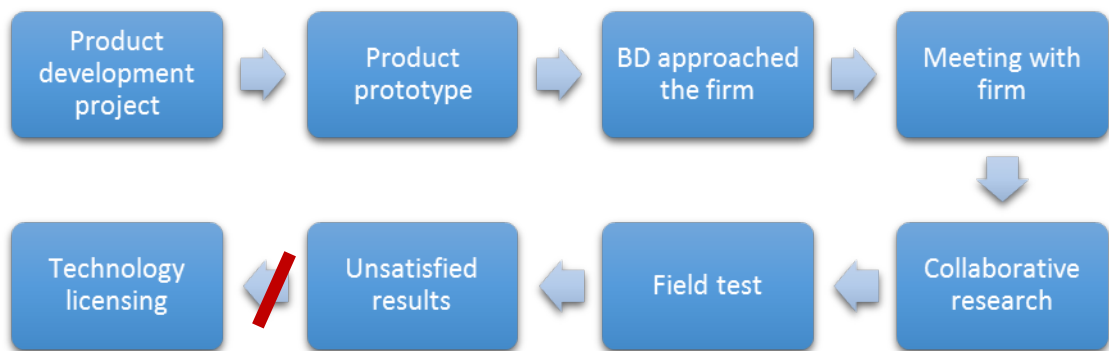 Product
development
project
Product
prototype
BD approached
the firm
Meeting with
firm
Collaborative
research
Field test
Unsatisfied
results
Technology
licensing